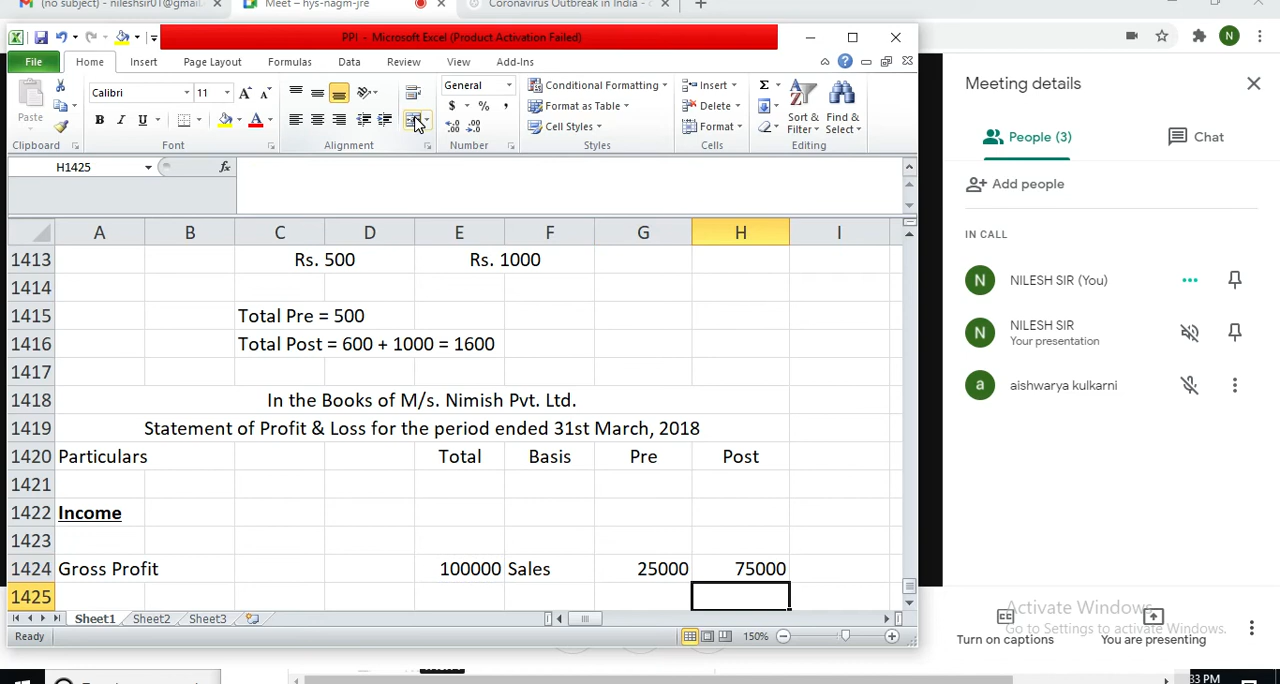 (no subject) - nileshsir01@gmail.
Meet – hys-nagm-jre
Coronavirus Outbreak in India - c
PPI - Microsoft Excel (Product Activation Failed)
File Home Insert Page Layout Formulas Data Review View Add-Ins
Calibri 11 General
Paste
Conditional Formatting
Format as Table
Cell Styles
Insert
Delete
Format
Sort & Filter
Find & Select
Clipboard Font Alignment Number Styles Cells Editing
H1425 fx
A B C D E F G H I
1413 Rs. 500 Rs. 1000
1414
1415 Total Pre = 500
1416 Total Post = 600 + 1000 = 1600
1417
1418 In the Books of M/s. Nimish Pvt. Ltd.
1419 Statement of Profit & Loss for the period ended 31st March, 2018
1420 Particulars Total Basis Pre Post
1421
1422 Income
1423
1424 Gross Profit 100000 Sales 25000 75000
1425
Sheet1 Sheet2 Sheet3
Ready 150%
N
Meeting details
People (3) Chat
Add people
IN CALL
N NILESH SIR (You)
N NILESH SIR
Your presentation
a aishwarya kulkarni
Activate Windows
Go to Settings to activate Windows.
Turn on captions
You are presenting
33 PM